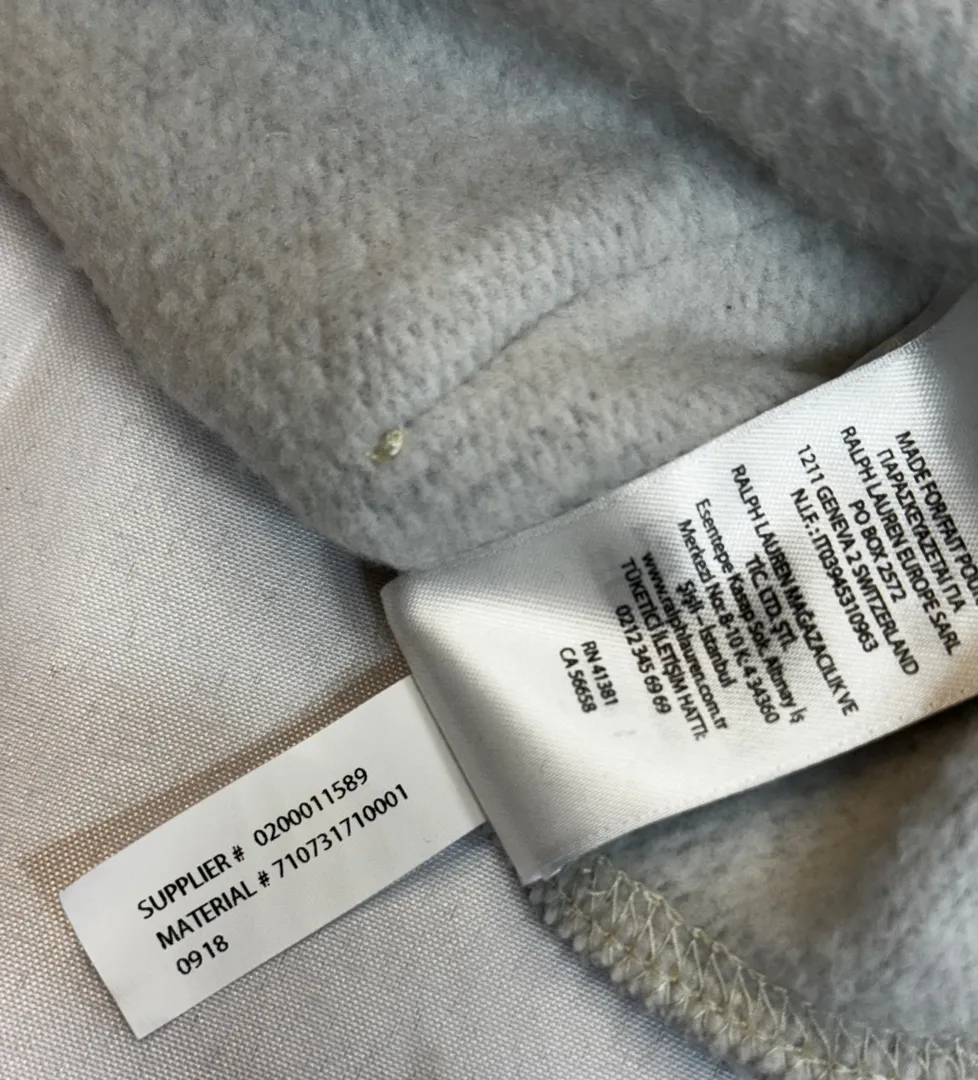 MADE FOR/FAIT POUR
ΠΑΡΑΣΚΕΥΑΖΕΤΑΙ ΓΙΑ
RALPH LAUREN EUROPE SARL
PO BOX 2572
1211 GENEVA 2 SWITZERLAND
N.I.F.: IT03945310963
RALPH LAUREN MAĞAZACILIK VE
TİC. LTD. ŞTİ.
Esentepe Kasap Sok. Altonay İş
Merkezi No: 8-10 K:4 34360
Şişli - İstanbul
www.ralphlauren.com.tr
TÜKETİCİ İLETİŞİM HATTI:
0212 345 69 69
RN 41381
CA 56658
SUPPLIER # 0200011589
MATERIAL # 710731710001
0918